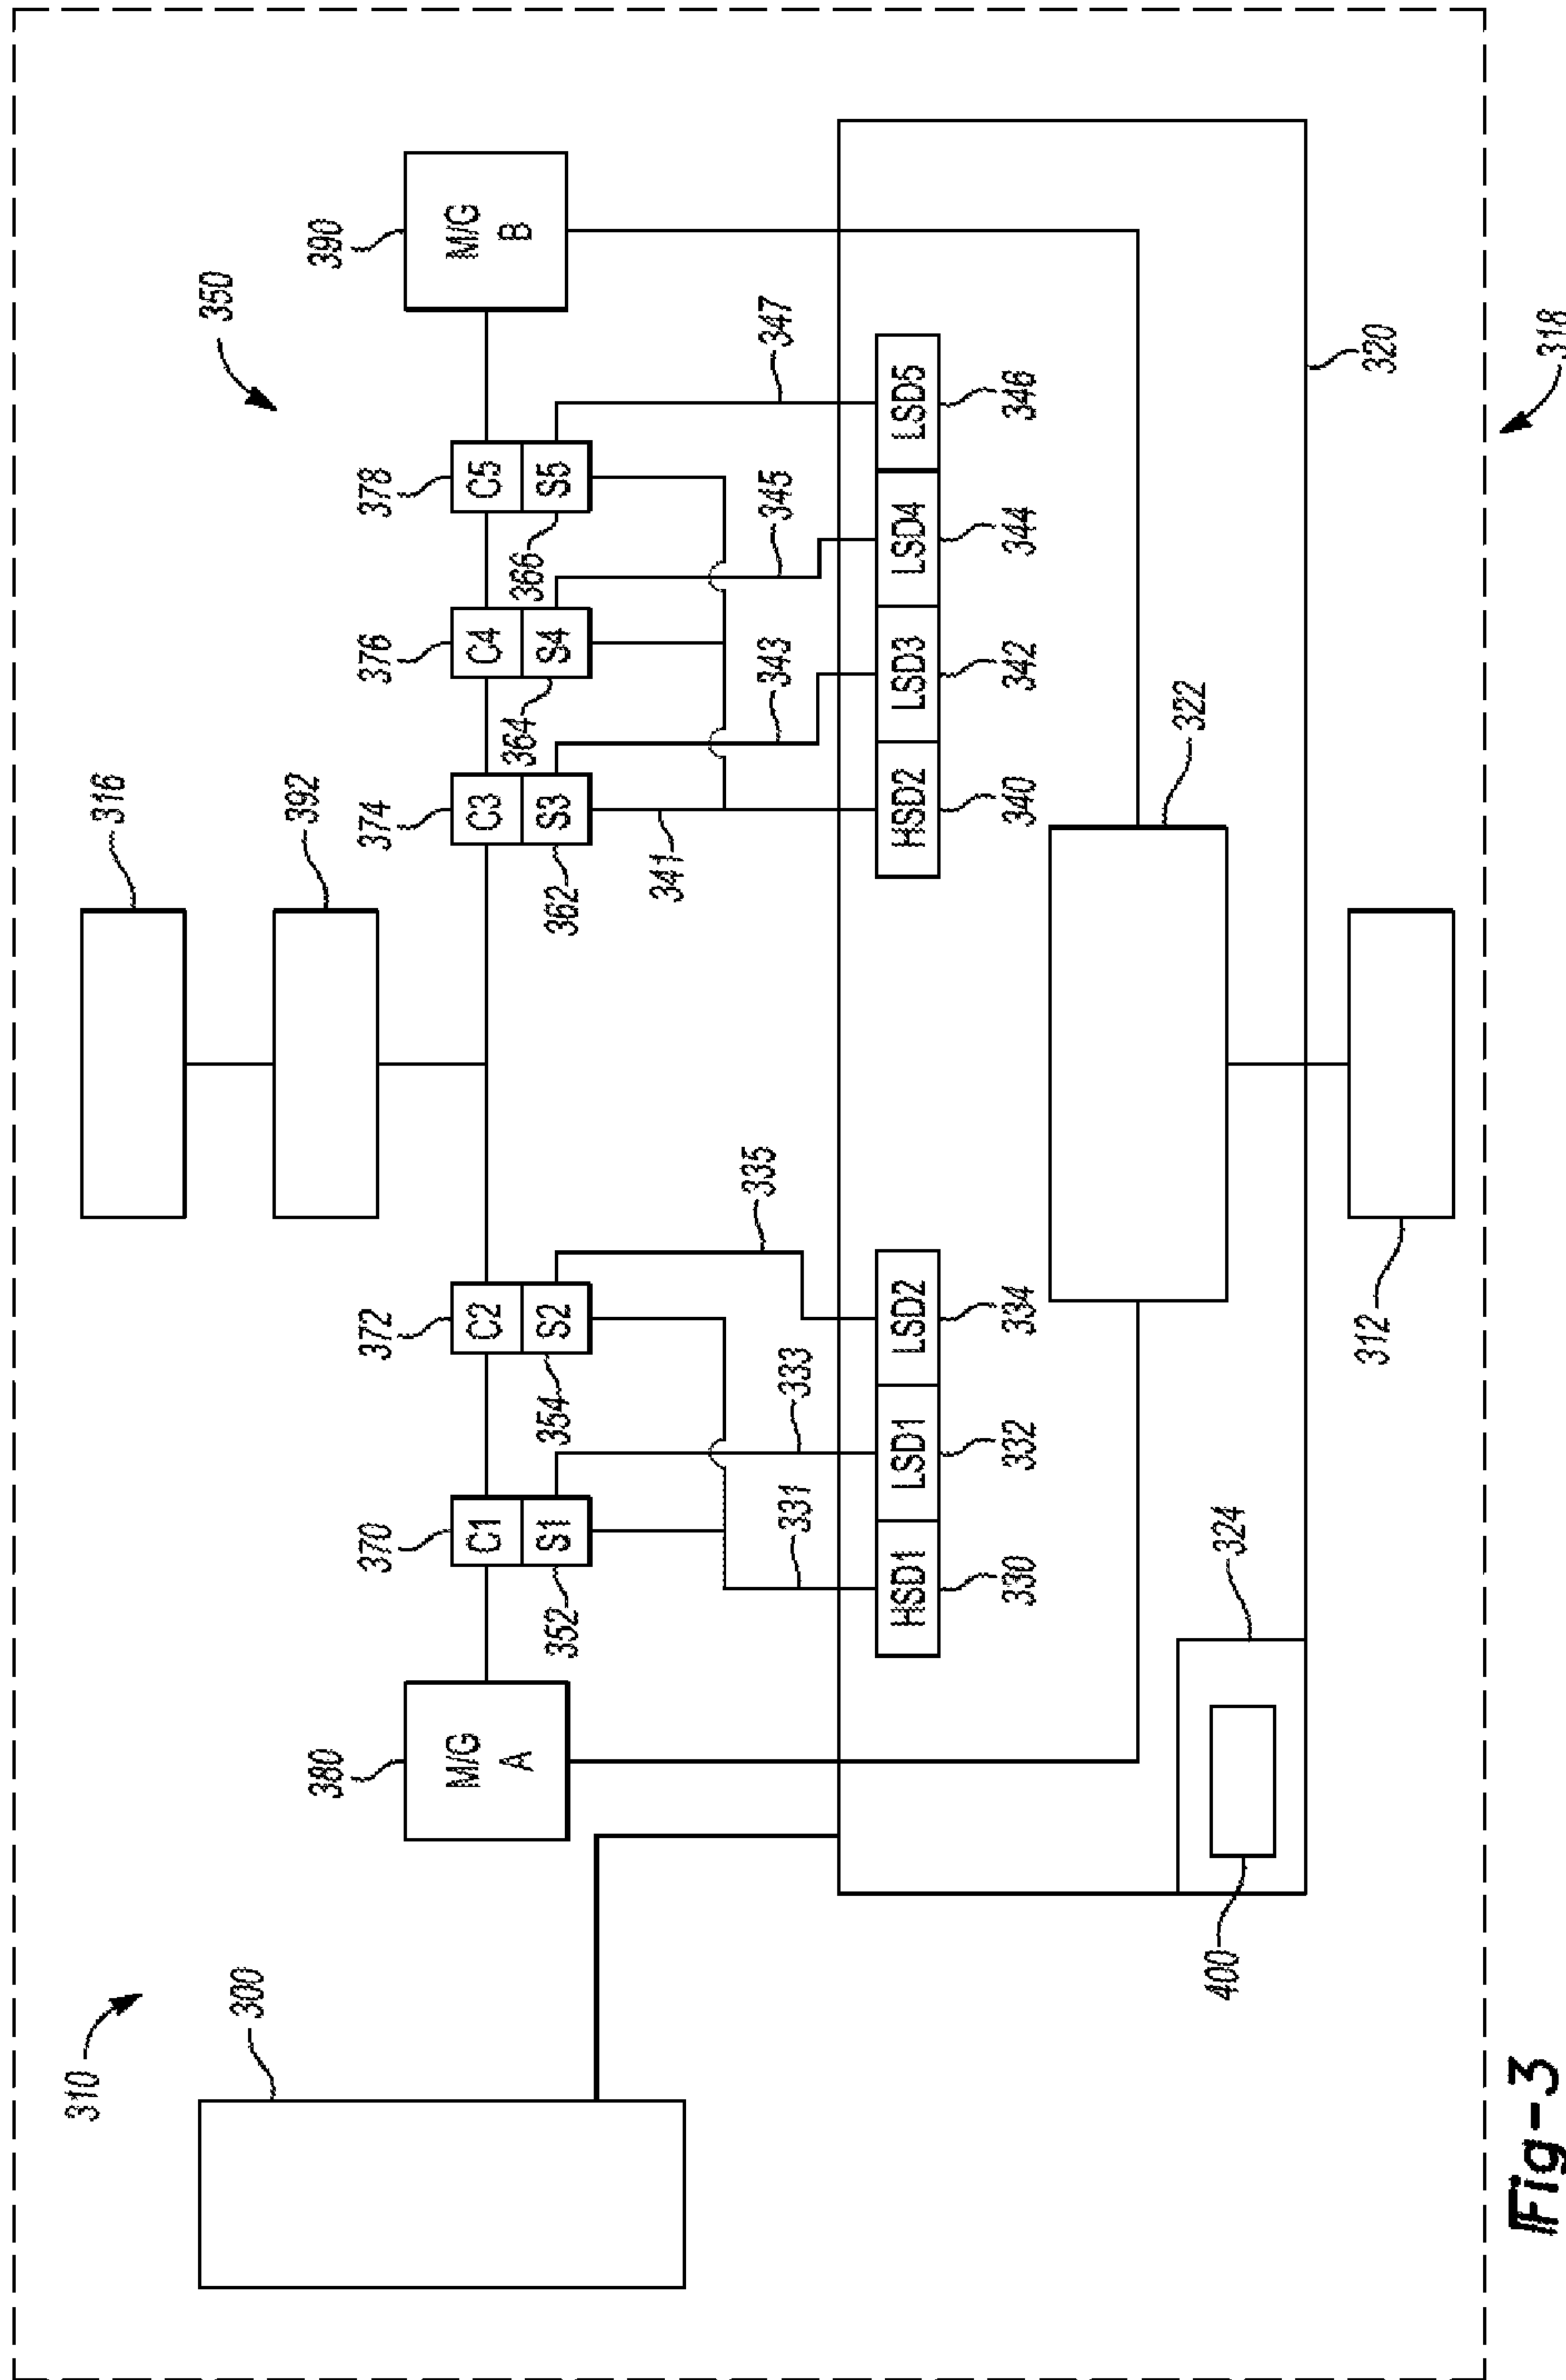 310
300
350
316
392
380
370
372
374
376
378
390
M/G
A
C1
S1
C2
S2
C3
S3
C4
S4
C5
S5
M/G
B
352
354
362
364
366
331
333
335
341
343
345
347
HSD1
LSD1
LSD2
HSD2
LSD3
LSD4
LSD5
330
332
334
340
342
344
346
324
322
400
312
320
318
Fig-3